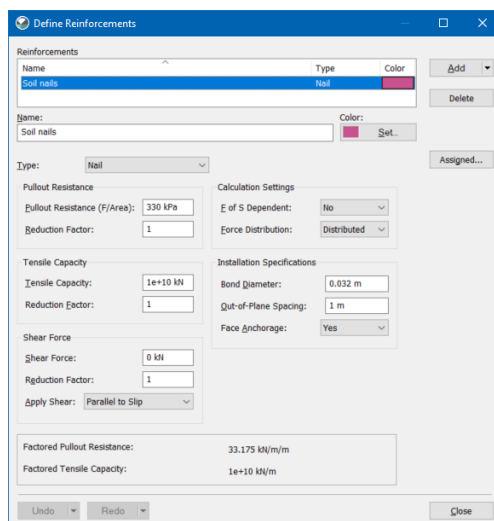 Define Reinforcements
Reinforcements
Name Type Color
Soil nails Nail
Add
Delete
Name: Color:
Soil nails Set...
Assigned...
Type: Nail
Pullout Resistance
Pullout Resistance (F/Area): 330 kPa
Reduction Factor: 1
Calculation Settings
F of S Dependent: No
Force Distribution: Distributed
Tensile Capacity
Tensile Capacity: 1e+10 kN
Reduction Factor: 1
Installation Specifications
Bond Diameter: 0.032 m
Out-of-Plane Spacing: 1 m
Face Anchorage: Yes
Shear Force
Shear Force: 0 kN
Reduction Factor: 1
Apply Shear: Parallel to Slip
Factored Pullout Resistance: 33.175 kN/m/m
Factored Tensile Capacity: 1e+10 kN/m
Undo Redo Close